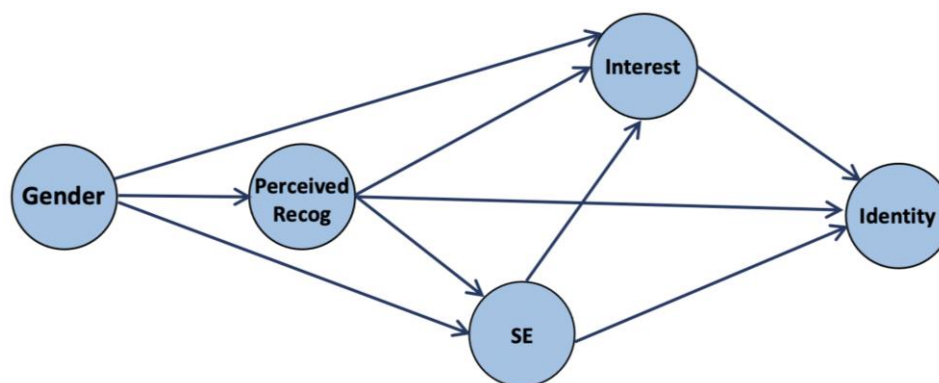 Interest
Gender
Perceived
Recog
Identity
SE